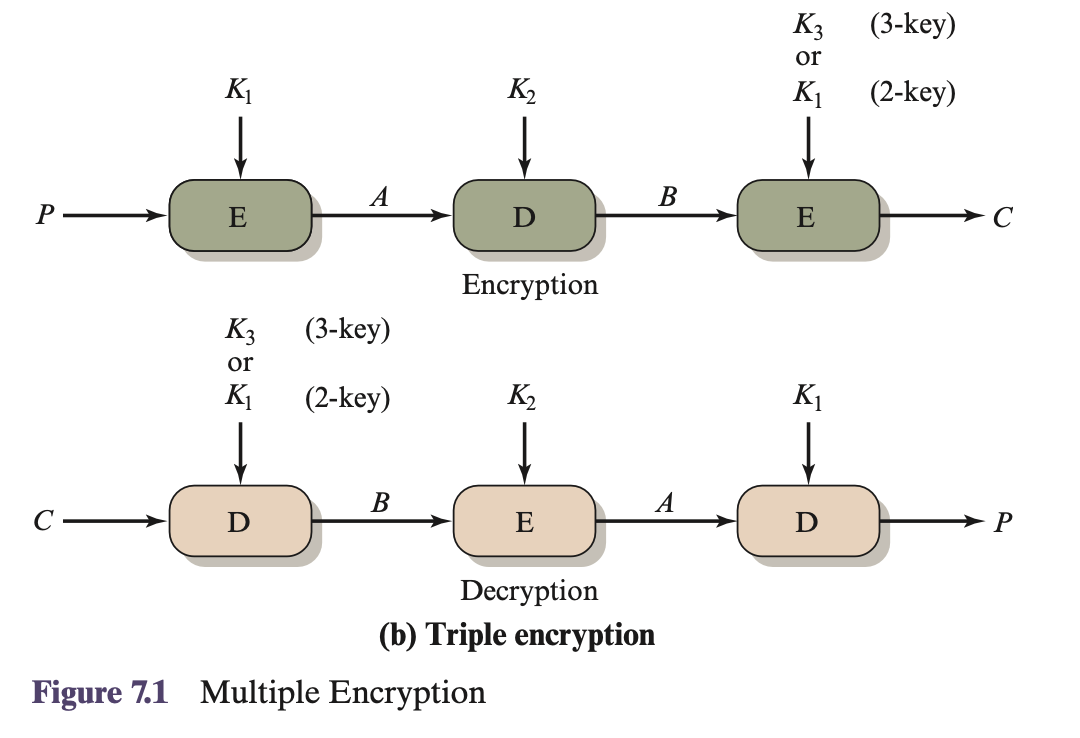 K3 (3-key)
or
K1 (2-key)
K1
K2
P
E
A
D
B
E
C
Encryption
K3 (3-key)
or
K1 (2-key)
K2
K1
C
D
B
E
A
D
P
Decryption
(b) Triple encryption
Figure 7.1 Multiple Encryption